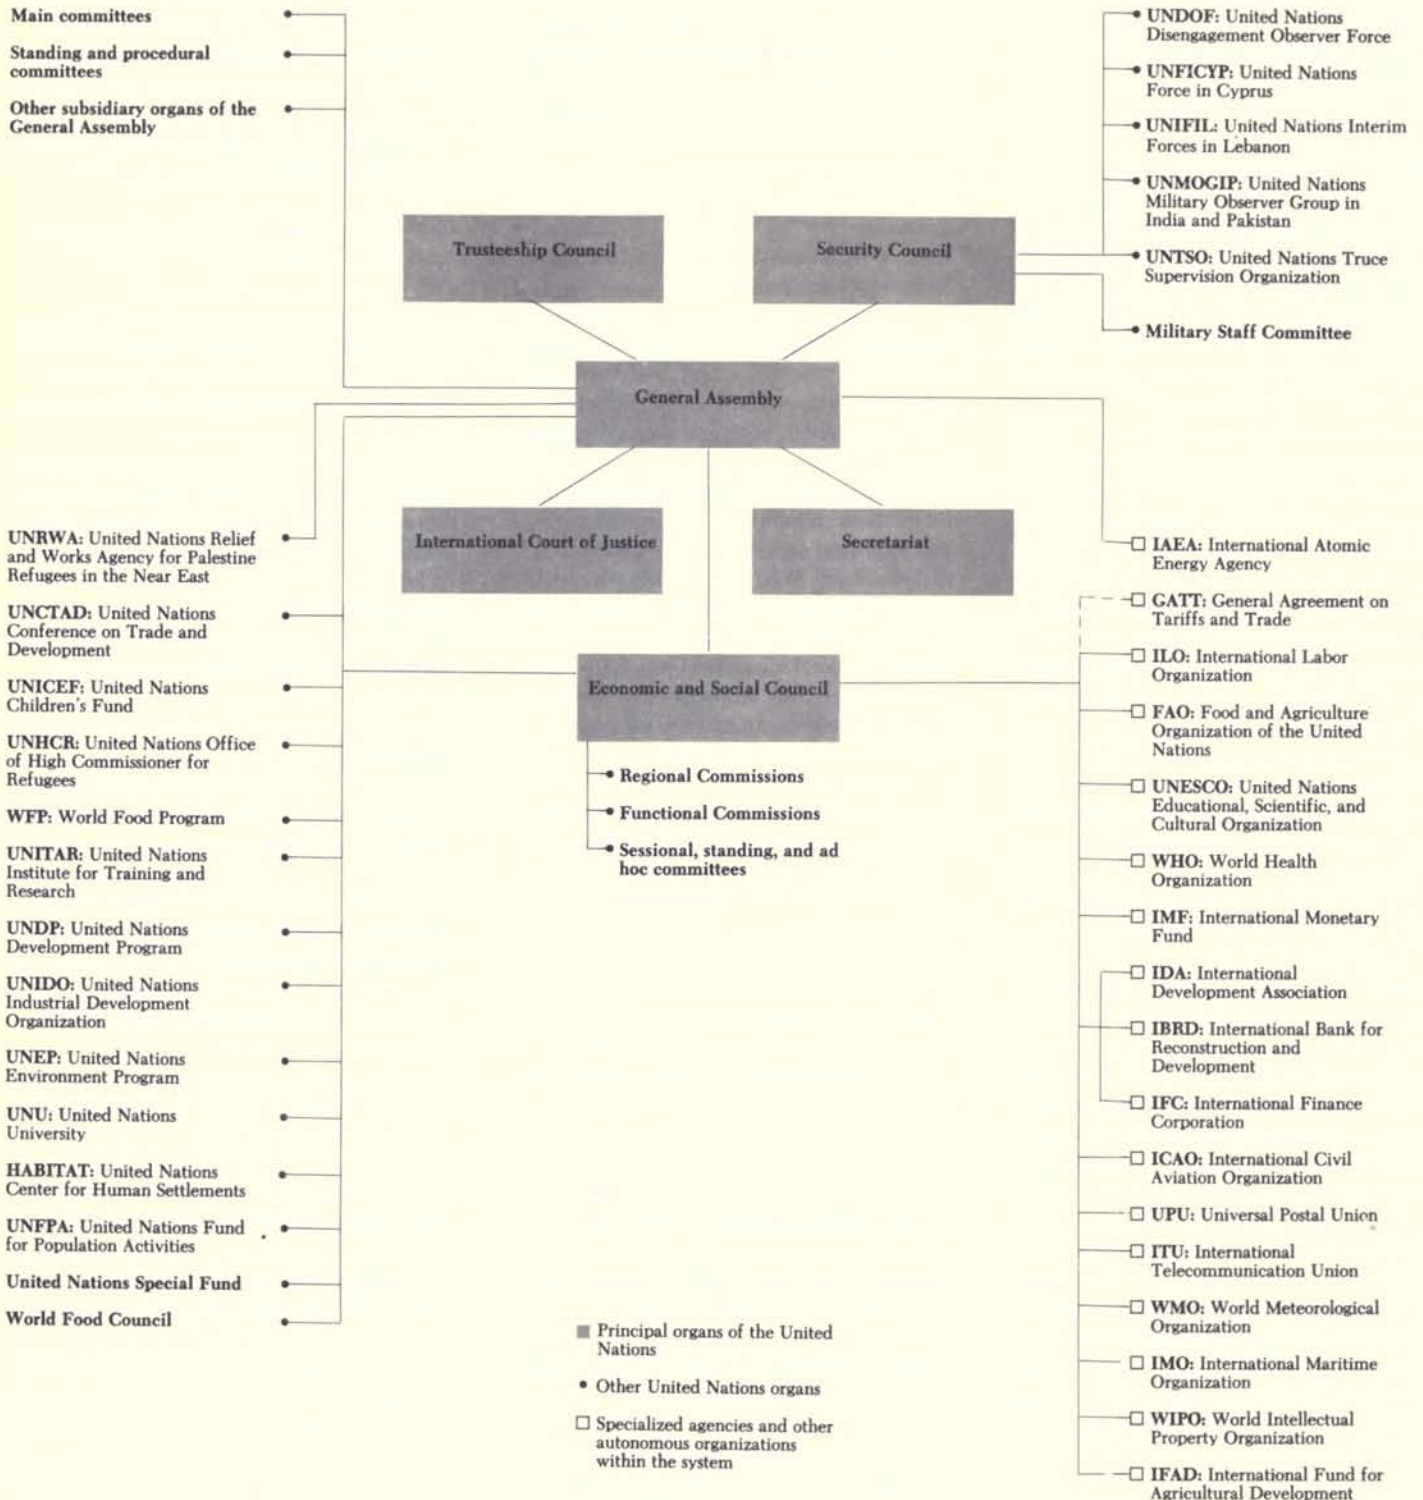 Main committees
Standing and procedural
committees
Other subsidiary organs of the
General Assembly
UNDOF: United Nations
Disengagement Observer Force
UNFICYP: United Nations
Force in Cyprus
UNIFIL: United Nations Interim
Forces in Lebanon
UNMOGIP: United Nations
Military Observer Group in
India and Pakistan
UNTSO: United Nations Truce
Supervision Organization
Military Staff Committee
Trusteeship Council
Security Council
General Assembly
International Court of Justice
Secretariat
Economic and Social Council
Regional Commissions
Functional Commissions
Sessional, standing, and ad
hoc committees
UNRWA: United Nations Relief
and Works Agency for Palestine
Refugees in the Near East
UNCTAD: United Nations
Conference on Trade and
Development
UNICEF: United Nations
Children's Fund
UNHCR: United Nations Office
of High Commissioner for
Refugees
WFP: World Food Program
UNITAR: United Nations
Institute for Training and
Research
UNDP: United Nations
Development Program
UNIDO: United Nations
Industrial Development
Organization
UNEP: United Nations
Environment Program
UNU: United Nations
University
HABITAT: United Nations
Center for Human Settlements
UNFPA: United Nations Fund
for Population Activities
United Nations Special Fund
World Food Council
IAEA: International Atomic
Energy Agency
GATT: General Agreement on
Tariffs and Trade
ILO: International Labor
Organization
FAO: Food and Agriculture
Organization of the United
Nations
UNESCO: United Nations
Educational, Scientific, and
Cultural Organization
WHO: World Health
Organization
IMF: International Monetary
Fund
IDA: International
Development Association
IBRD: International Bank for
Reconstruction and
Development
IFC: International Finance
Corporation
ICAO: International Civil
Aviation Organization
UPU: Universal Postal Union
ITU: International
Telecommunication Union
WMO: World Meteorological
Organization
IMO: International Maritime
Organization
WIPO: World Intellectual
Property Organization
IFAD: International Fund for
Agricultural Development
Principal organs of the United
Nations
Other United Nations organs
Specialized agencies and other
autonomous organizations
within the system